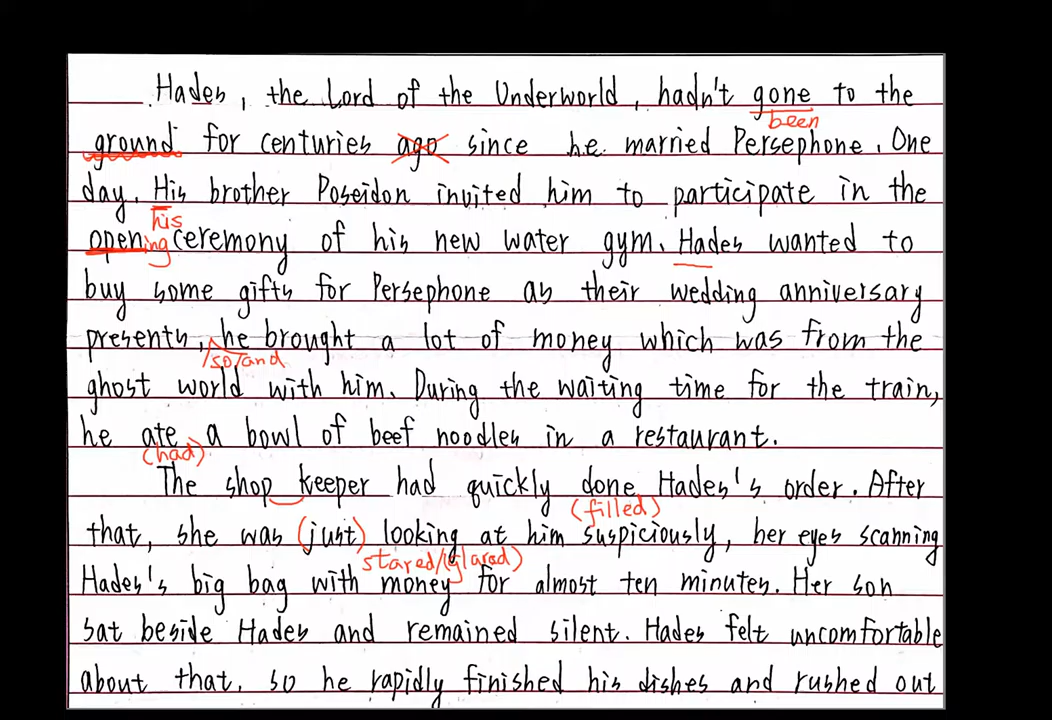 Hades, the Lord of the Underworld, hadn't gone to the
been
ground for centuries ago since he married Persephone. One
day, His brother Poseidon invited him to participate in the
his
opening ceremony of his new water gym. Hades wanted to
buy some gifts for Persephone as their wedding anniversary
presents, he brought a lot of money which was from the
/so/and
ghost world with him. During the waiting time for the train,
he ate a bowl of beef noodles in a restaurant.
(had)
The shop keeper had quickly done Hades's order. After
(filled)
that, she was (just) looking at him suspiciously, her eyes scanning
stared/(glared)
Hades's big bag with money for almost ten minutes. Her son
sat beside Hades and remained silent. Hades felt uncomfortable
about that, so he rapidly finished his dishes and rushed out